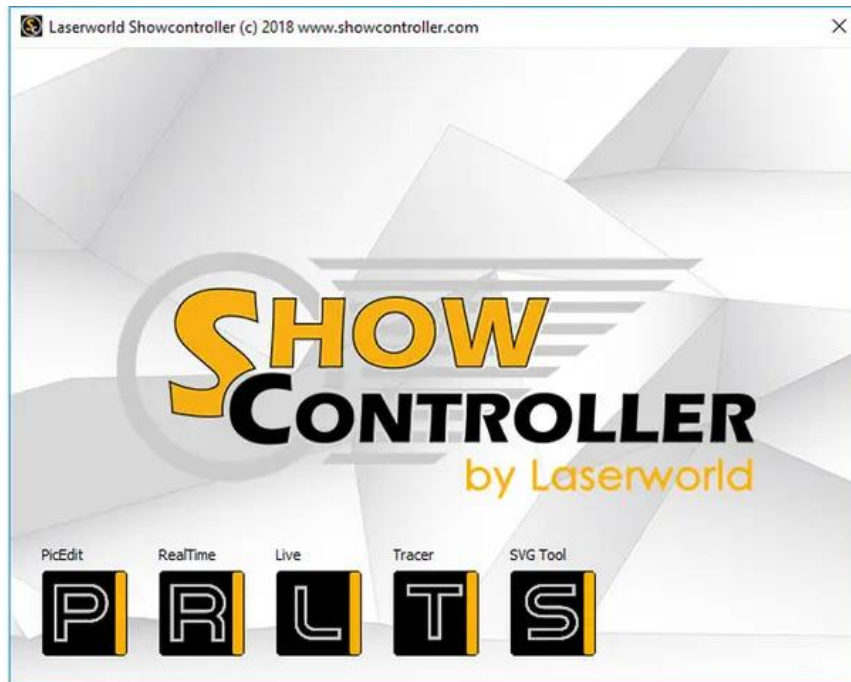 Laserworld Showcontroller (c) 2018 www.showcontroller.com
SHOW
CONTROLLER
by Laserworld
PicEdit RealTime Live Tracer SVG Tool
P R L T S